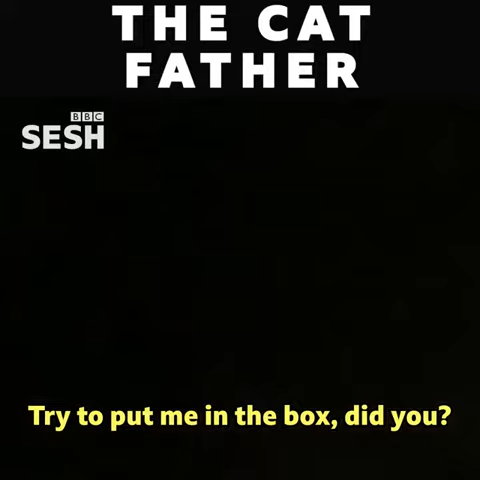 THE CAT
FATHER
BBC
SESH
Try to put me in the box, did you?